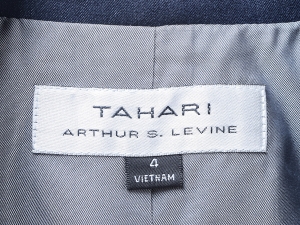 TAHARI
ARTHUR S. LEVINE
4
VIETNAM